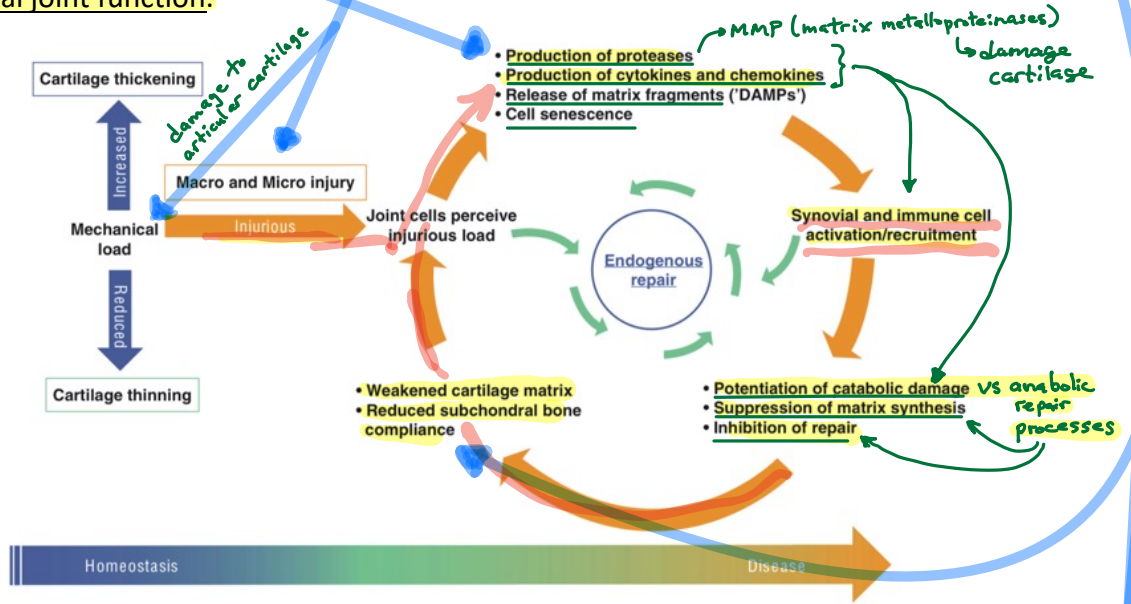 al joint function.
Cartilage thickening
damage to
articular cartilage
Increased
Macro and Micro injury
Mechanical
load
Injurious
Joint cells perceive
injurious load
Reduced
Cartilage thinning
• Production of proteases
• Production of cytokines and chemokines
• Release of matrix fragments ('DAMPs')
• Cell senescence
MMP (matrix metalloproteinases)
damage
cartilage
Endogenous
repair
Synovial and immune cell
activation/recruitment
• Potentiation of catabolic damage vs anabolic
• Suppression of matrix synthesis repair
• Inhibition of repair processes
• Weakened cartilage matrix
• Reduced subchondral bone
compliance
Homeostasis
Disease